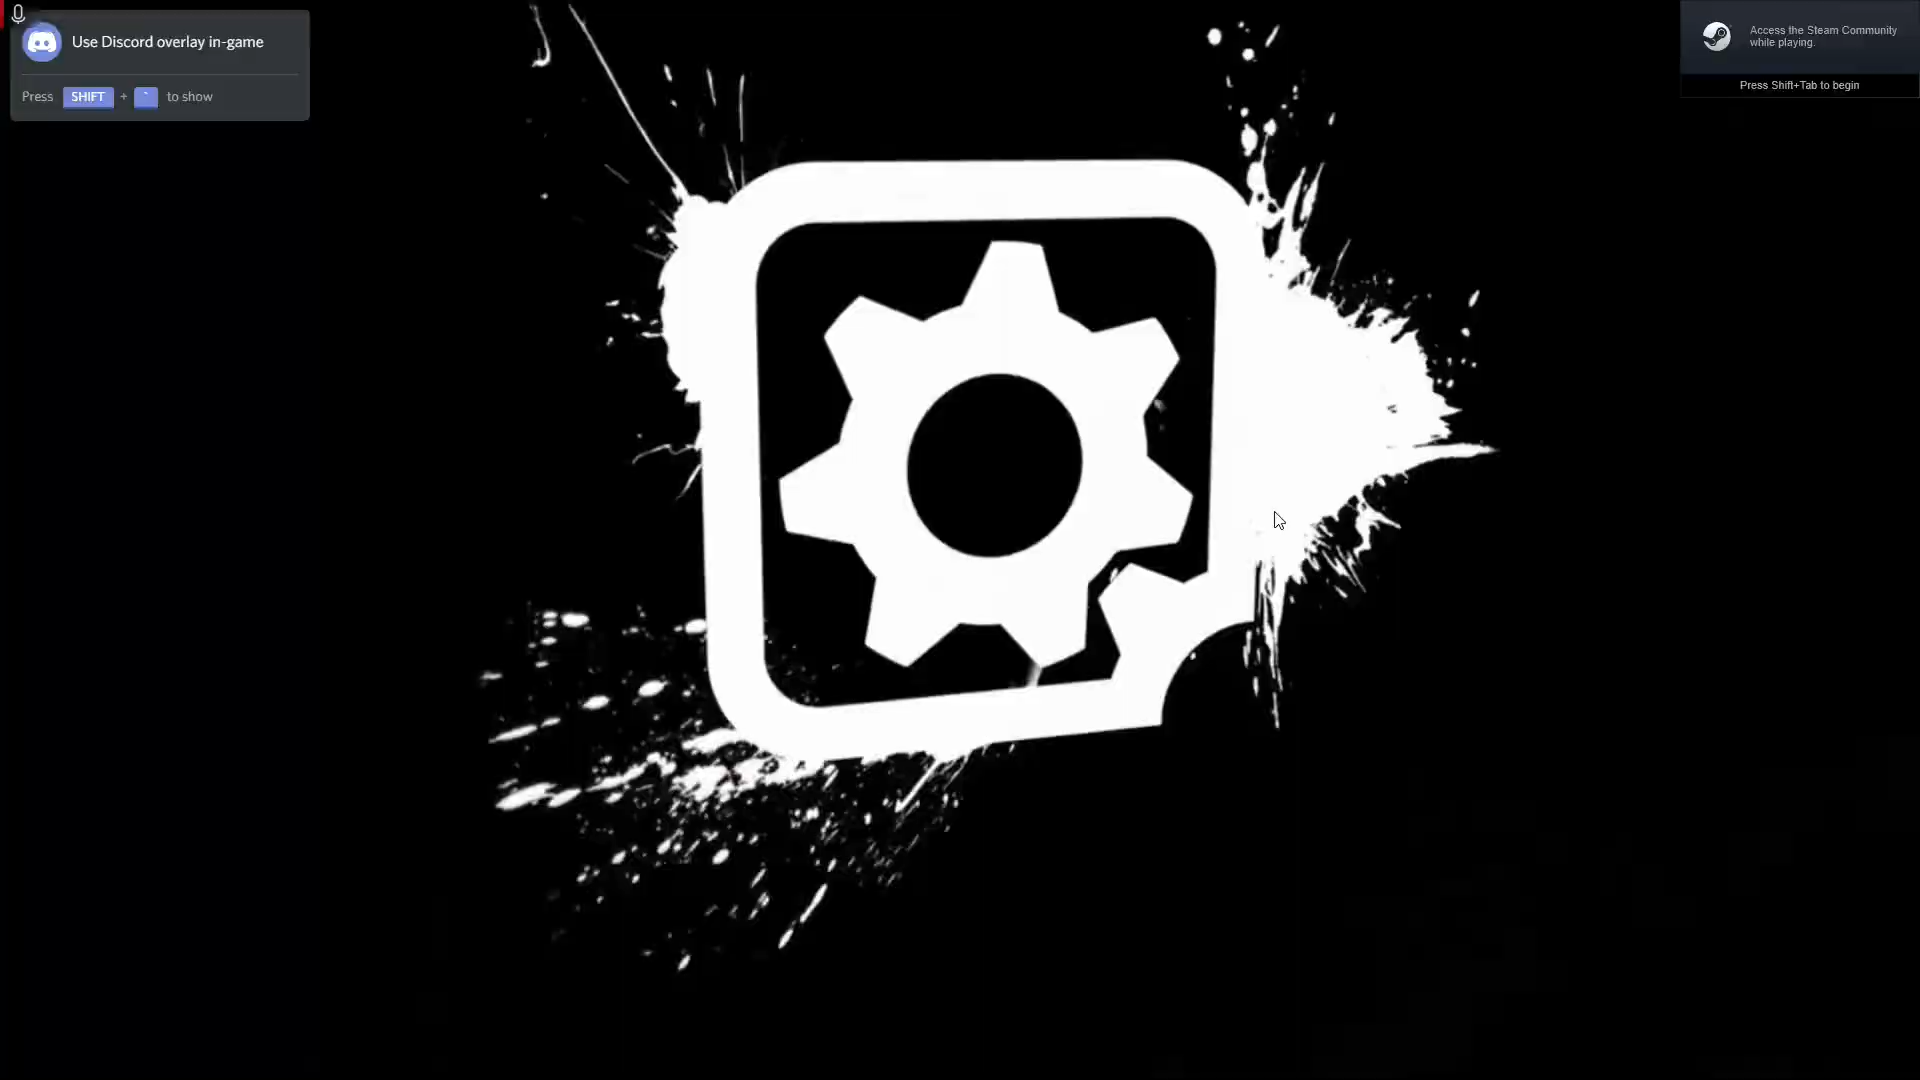 Use Discord overlay in-game
Press SHIFT + ` to show
Access the Steam Community
while playing.
Press Shift+Tab to begin